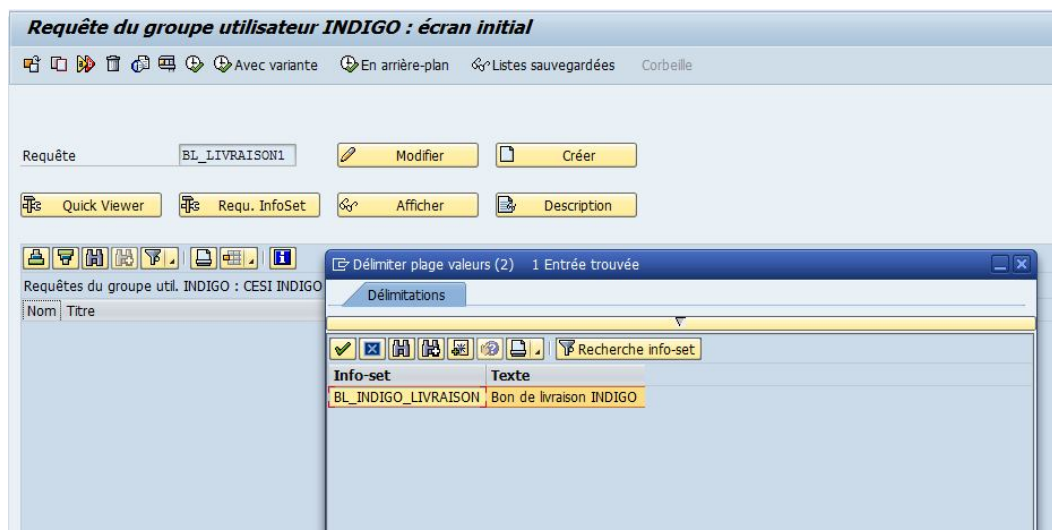 Requête du groupe utilisateur INDIGO : écran initial
Avec variante En arrière-plan Listes sauvegardées Corbeille
Requête BL_LIVRAISON1 Modifier Créer
Quick Viewer Requ. InfoSet Afficher Description
Requêtes du groupe util. INDIGO : CESI INDIGO
Nom Titre
Délimiter plage valeurs (2) 1 Entrée trouvée
Délimitations
Recherche info-set
Info-set Texte
BL_INDIGO_LIVRAISON Bon de livraison INDIGO